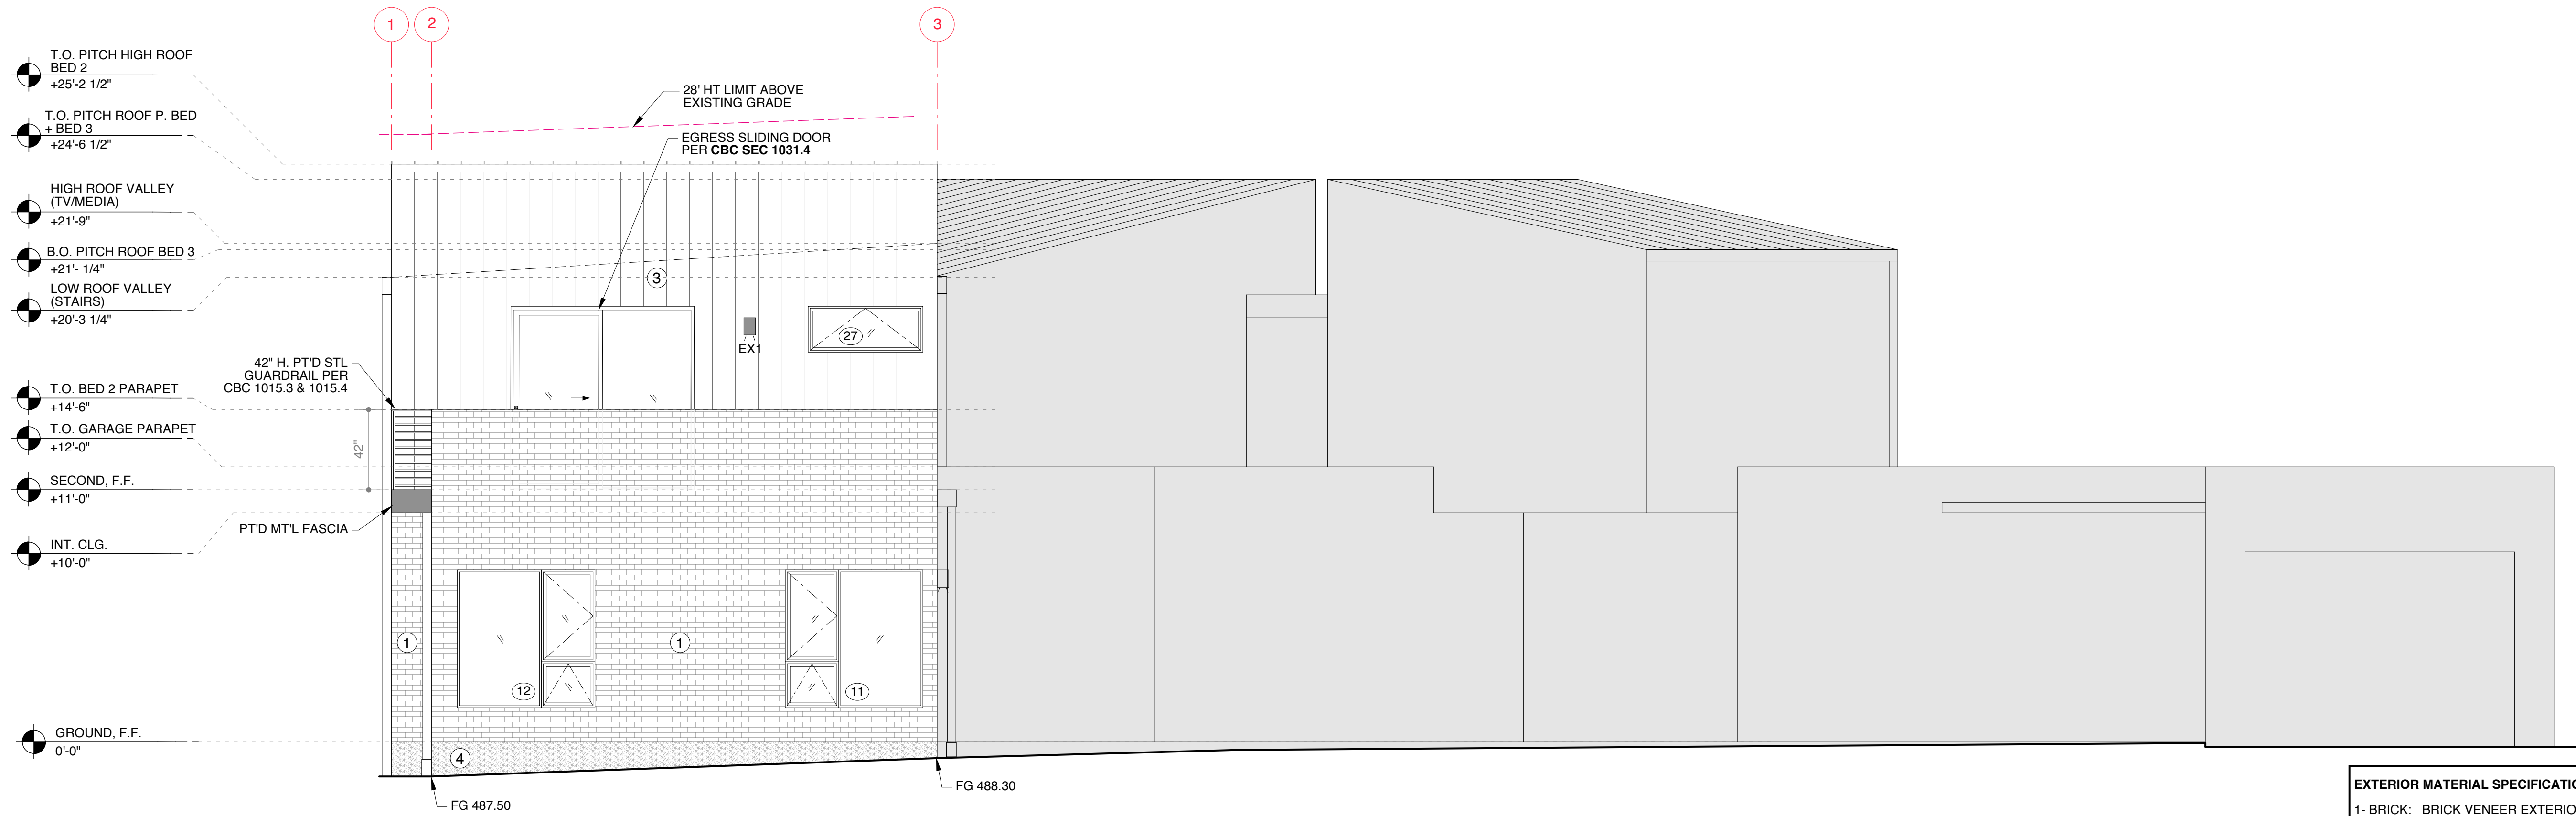 1
2
3
T.O. PITCH HIGH ROOF
BED 2
+25'-2 1/2"
T.O. PITCH ROOF P. BED
+ BED 3
+24'-6 1/2"
HIGH ROOF VALLEY
(TV/MEDIA)
+21'-9"
B.O. PITCH ROOF BED 3
+21'- 1/4"
LOW ROOF VALLEY
(STAIRS)
+20'-3 1/4"
T.O. BED 2 PARAPET
+14'-6"
T.O. GARAGE PARAPET
+12'-0"
SECOND, F.F.
+11'-0"
INT. CLG.
+10'-0"
GROUND, F.F.
0'-0"
28' HT LIMIT ABOVE
EXISTING GRADE
EGRESS SLIDING DOOR
PER CBC SEC 1031.4
3
27
EX1
42" H. PT'D STL
GUARDRAIL PER
CBC 1015.3 & 1015.4
42"
PT'D MT'L FASCIA
1
1
12
11
4
FG 487.50
FG 488.30
EXTERIOR MATERIAL SPECIFICATIO
1- BRICK: BRICK VENEER EXTERIO